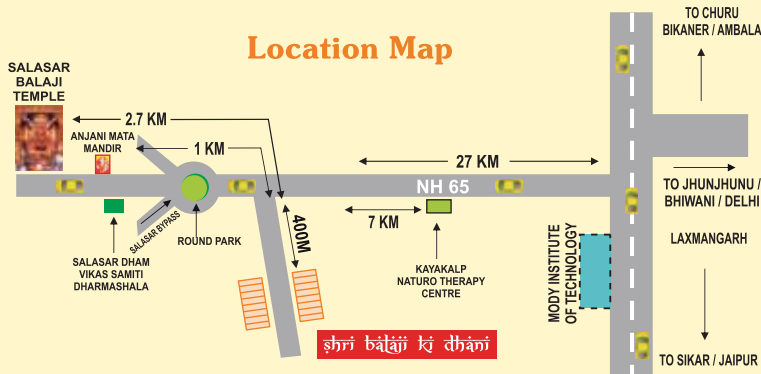 Location Map
TO CHURU
BIKANER / AMBALA
SALASAR
BALAJI
TEMPLE
2.7 KM
ANJANI MATA
MANDIR
1 KM
27 KM
NH 65
TO JHUNJHUNU /
BHIWANI / DELHI
7 KM
SALASAR BYPASS
ROUND PARK
400M
LAXMANGARH
SALASAR DHAM
VIKAS SAMITI
DHARMASHALA
KAYAKALP
NATURO THERAPY
CENTRE
MODY INSTITUTE
OF TECHNOLOGY
shri balaji ki dhani
TO SIKAR / JAIPUR